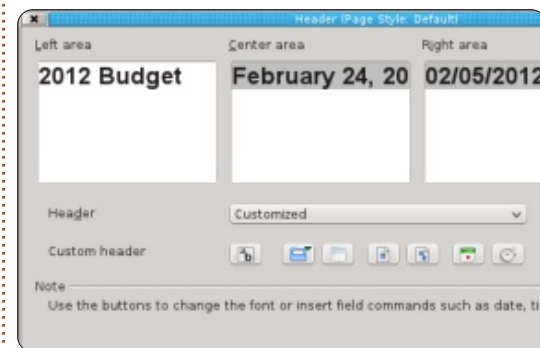 Header (Page Style: Default)
Left area Center area Right area
2012 Budget February 24, 20 02/05/2012
Header Customized
Custom header
Note
Use the buttons to change the font or insert field commands such as date, ti